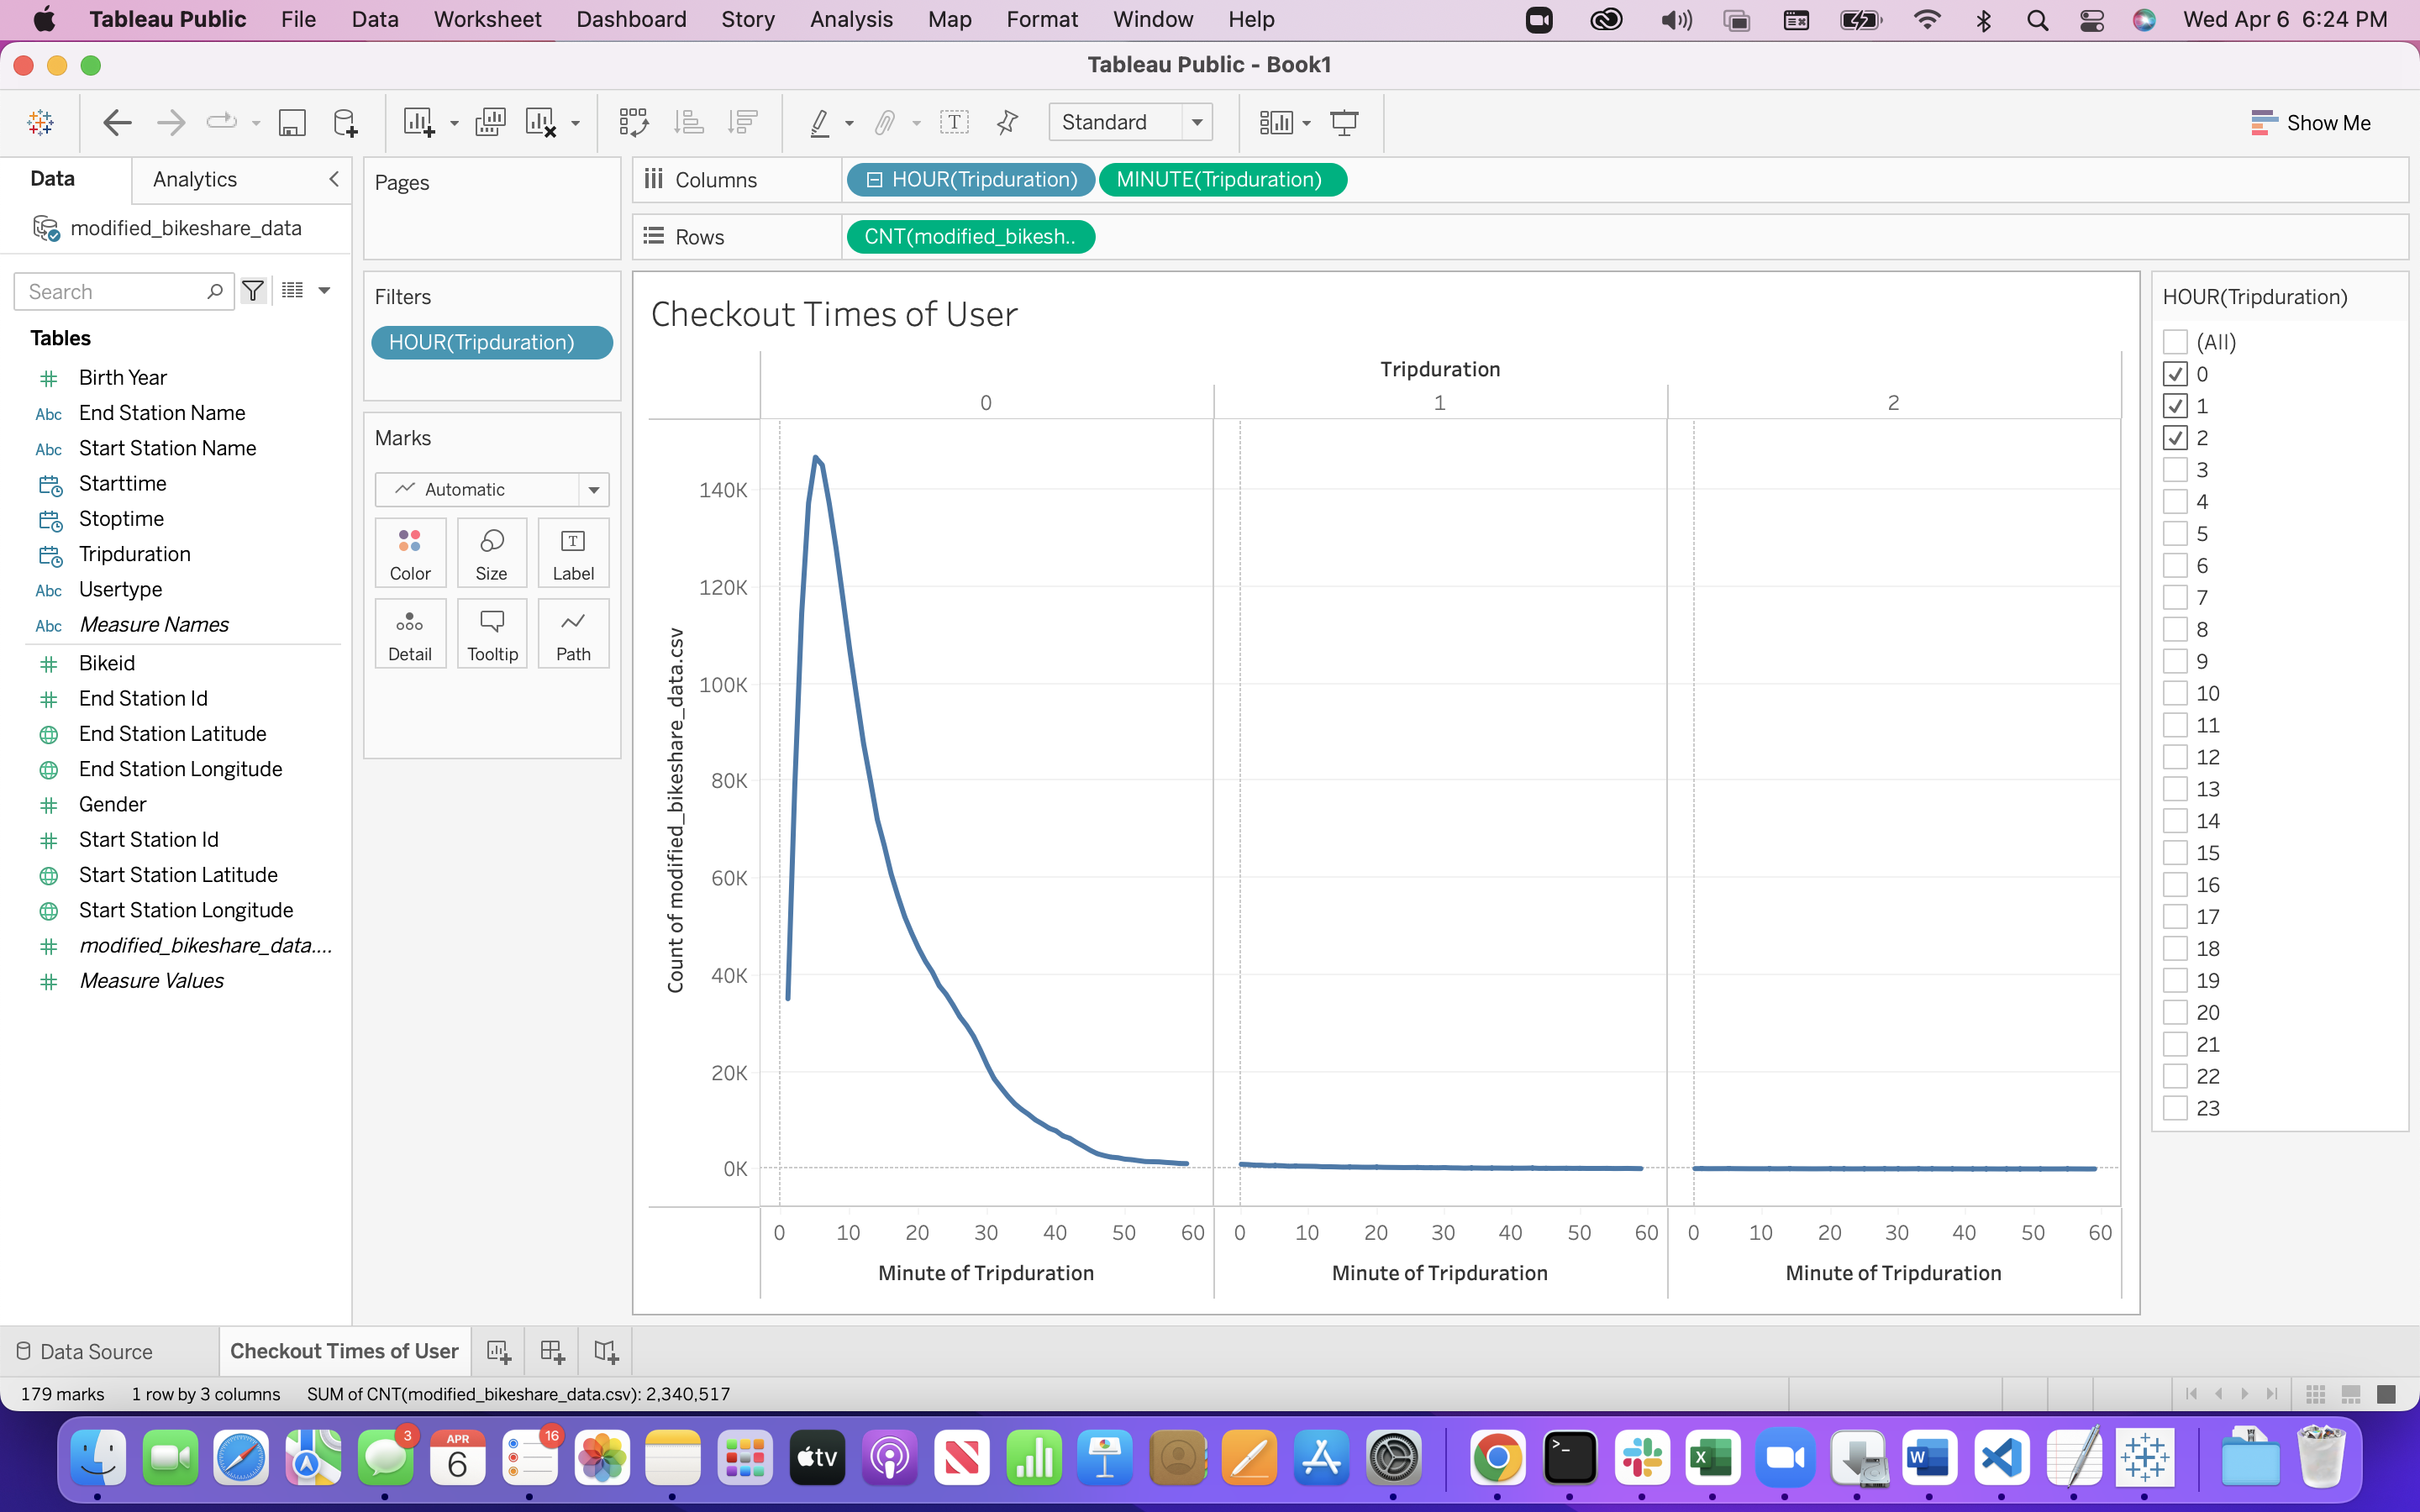 Tableau Public File Data Worksheet Dashboard Story Analysis Map Format Window Help Wed Apr 6 6:24 PM
Tableau Public - Book1
Standard
Show Me
Data Analytics
modified_bikeshare_data
Search
Tables
# Birth Year
Abc End Station Name
Abc Start Station Name
Starttime
Stoptime
Tripduration
Abc Usertype
Abc Measure Names
# Bikeid
# End Station Id
End Station Latitude
End Station Longitude
# Gender
# Start Station Id
Start Station Latitude
Start Station Longitude
# modified_bikeshare_data....
# Measure Values
Pages
Filters
HOUR(Tripduration)
Marks
Automatic
Color Size Label
Detail Tooltip Path
Columns HOUR(Tripduration) MINUTE(Tripduration)
Rows CNT(modified_bikesh..
Checkout Times of User
Tripduration
0 1 2
Count of modified_bikeshare_data.csv
140K
120K
100K
80K
60K
40K
20K
0K
0 10 20 30 40 50 60 0 10 20 30 40 50 60 0 10 20 30 40 50 60
Minute of Tripduration Minute of Tripduration Minute of Tripduration
HOUR(Tripduration)
(All)
0
1
2
3
4
5
6
7
8
9
10
11
12
13
14
15
16
17
18
19
20
21
22
23
Data Source Checkout Times of User
179 marks 1 row by 3 columns SUM of CNT(modified_bikeshare_data.csv): 2,340,517
3 APR 6 16 tv X W